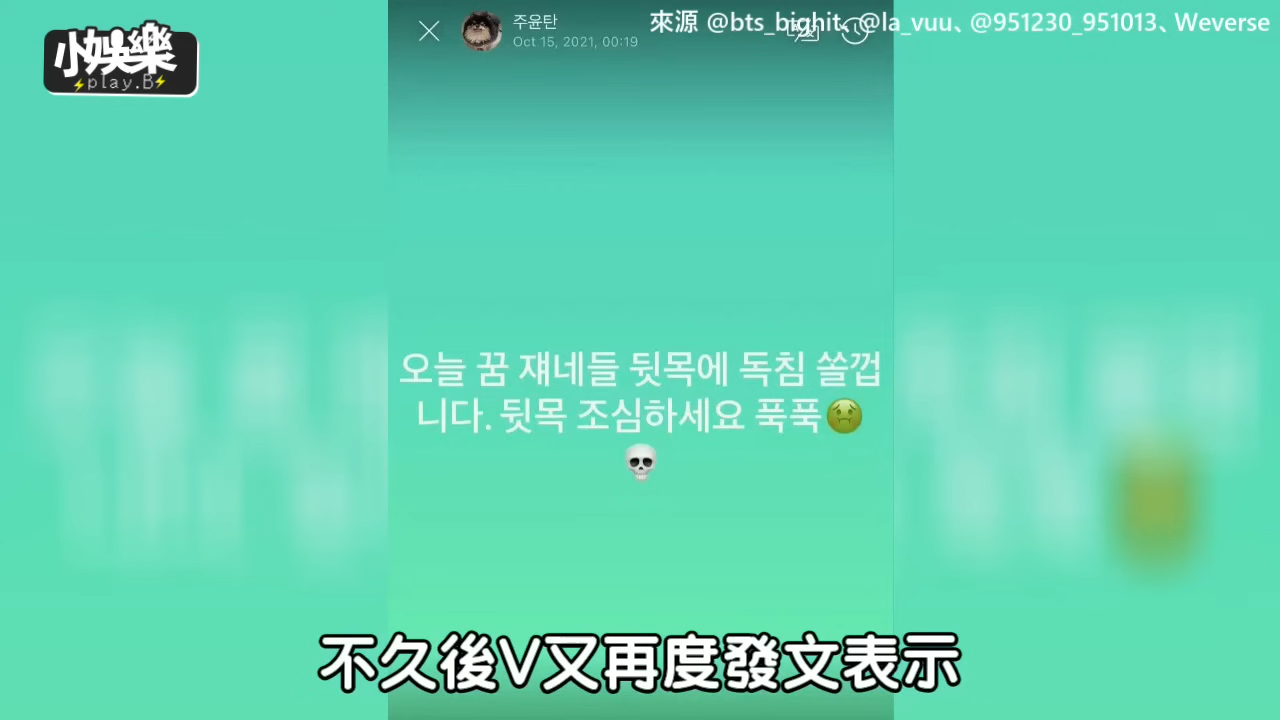 小娛樂
play.B
來源 @bts_bighit、@la_vuu、@951230_951013、Weverse
주윤탄
Oct 15, 2021, 00:19
오늘 꿈 쟤네들 뒷목에 독침 쏠껍
니다. 뒷목 조심하세요 푹푹🤢
💀
不久後V又再度發文表示